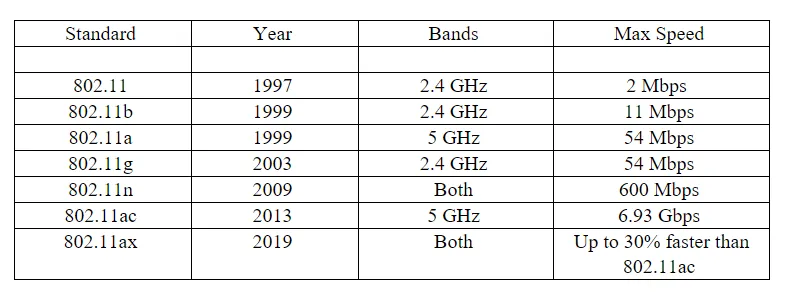 Standard Year Bands Max Speed
802.11 1997 2.4 GHz 2 Mbps
802.11b 1999 2.4 GHz 11 Mbps
802.11a 1999 5 GHz 54 Mbps
802.11g 2003 2.4 GHz 54 Mbps
802.11n 2009 Both 600 Mbps
802.11ac 2013 5 GHz 6.93 Gbps
802.11ax 2019 Both Up to 30% faster than
802.11ac